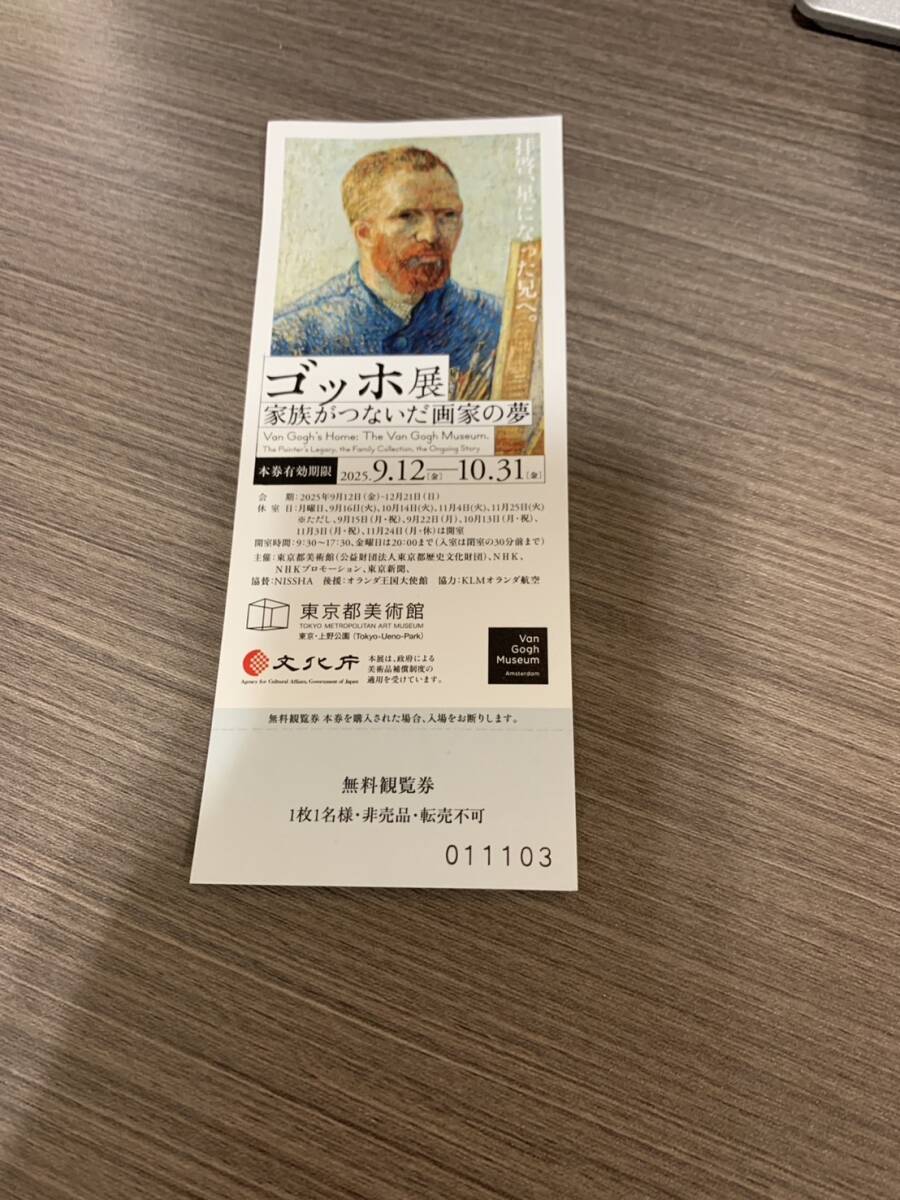 拝啓、星になった兄へ。
ゴッホ展
家族がつないだ画家の夢
Van Gogh's Home: The Van Gogh Museum.
The Painter's Legacy, the Family Collection, the Ongoing Story
本券有効期限 2025.9.12[金]—10.31[金]
会 期:2025年9月12日(金)-12月21日(日)
休 室 日:月曜日、9月16日(火)、10月14日(火)、11月4日(火)、11月25日(火)
※ただし、9月15日(月・祝)、9月22日(月)、10月13日(月・祝)、
11月3日(月・祝)、11月24日(月・休)は開室
開室時間:9:30~17:30、金曜日は20:00まで(入室は閉室の30分前まで)
主催:東京都美術館(公益財団法人東京都歴史文化財団)、NHK、
NHKプロモーション、東京新聞、
協賛:NISSHA 後援:オランダ王国大使館 協力:KLMオランダ航空
東京都美術館
TOKYO METROPOLITAN ART MUSEUM
東京・上野公園(Tokyo-Ueno-Park)
文化庁
Agency for Cultural Affairs, Government of Japan
本展は、政府による
美術品補償制度の
適用を受けています。
Van
Gogh
Museum
Amsterdam
無料観覧券 本券を購入された場合、入場をお断りします。
無料観覧券
1枚1名様・非売品・転売不可
011103